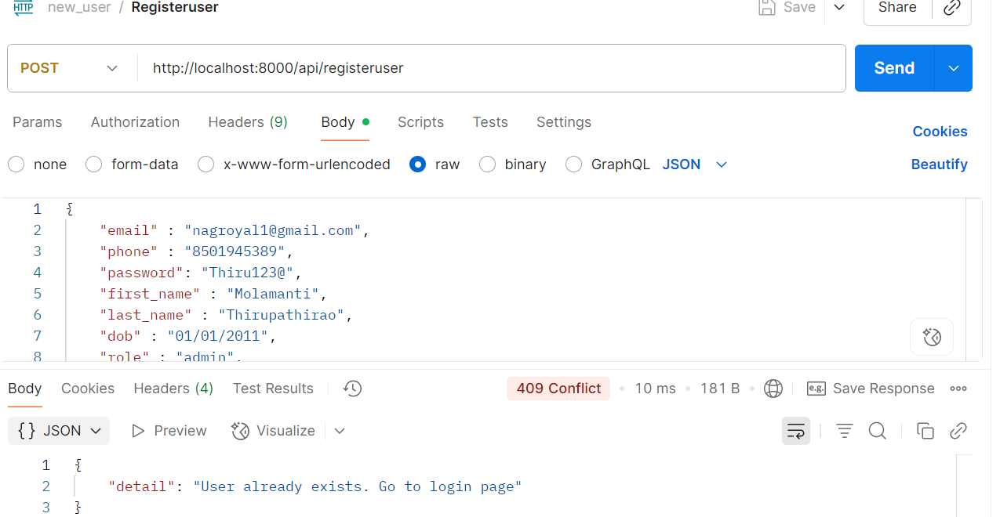 HTTP new_user / Registeruser Save Share
POST http://localhost:8000/api/registeruser Send
Params Authorization Headers (9) Body Scripts Tests Settings Cookies
none form-data x-www-form-urlencoded raw binary GraphQL JSON Beautify
1 {
2 "email" : "nagroyal1@gmail.com",
3 "phone" : "8501945389",
4 "password": "Thiru123@",
5 "first_name" : "Molamanti",
6 "last_name" : "Thirupathirao",
7 "dob" : "01/01/2011",
8 "role" : "admin",
Body Cookies Headers (4) Test Results 409 Conflict • 10 ms • 181 B • e.g. Save Response
{} JSON Preview Visualize
1 {
2 "detail": "User already exists. Go to login page"
3 }